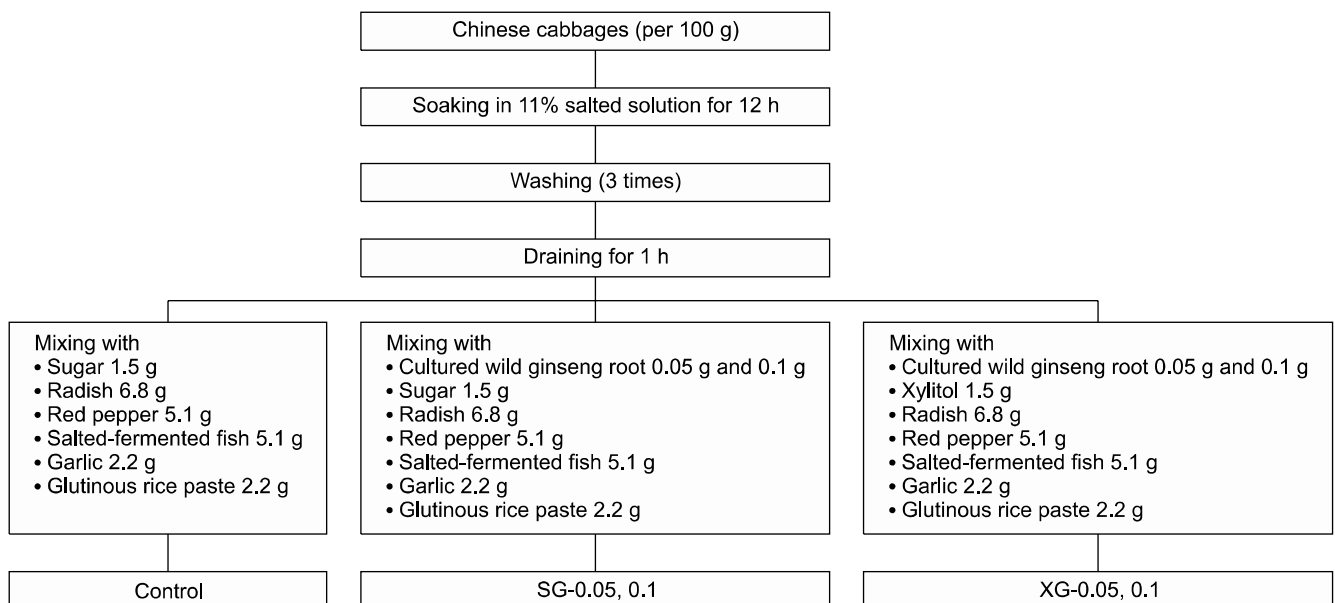 Chinese cabbages (per 100 g)
Soaking in 11% salted solution for 12 h
Washing (3 times)
Draining for 1 h
Mixing with
• Sugar 1.5 g
• Radish 6.8 g
• Red pepper 5.1 g
• Salted-fermented fish 5.1 g
• Garlic 2.2 g
• Glutinous rice paste 2.2 g
Mixing with
• Cultured wild ginseng root 0.05 g and 0.1 g
• Sugar 1.5 g
• Radish 6.8 g
• Red pepper 5.1 g
• Salted-fermented fish 5.1 g
• Garlic 2.2 g
• Glutinous rice paste 2.2 g
Mixing with
• Cultured wild ginseng root 0.05 g and 0.1 g
• Xylitol 1.5 g
• Radish 6.8 g
• Red pepper 5.1 g
• Salted-fermented fish 5.1 g
• Garlic 2.2 g
• Glutinous rice paste 2.2 g
Control
SG-0.05, 0.1
XG-0.05, 0.1